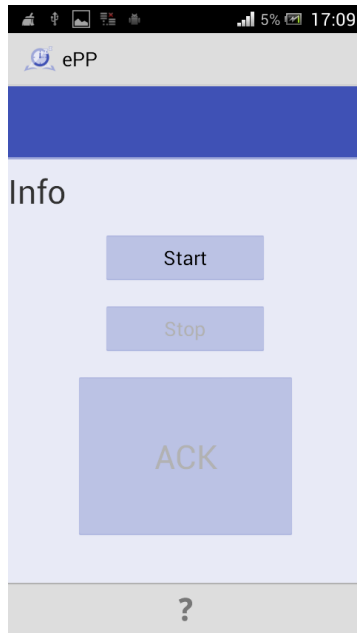 5% 17:09
ePP
Info
Start
Stop
ACK
?